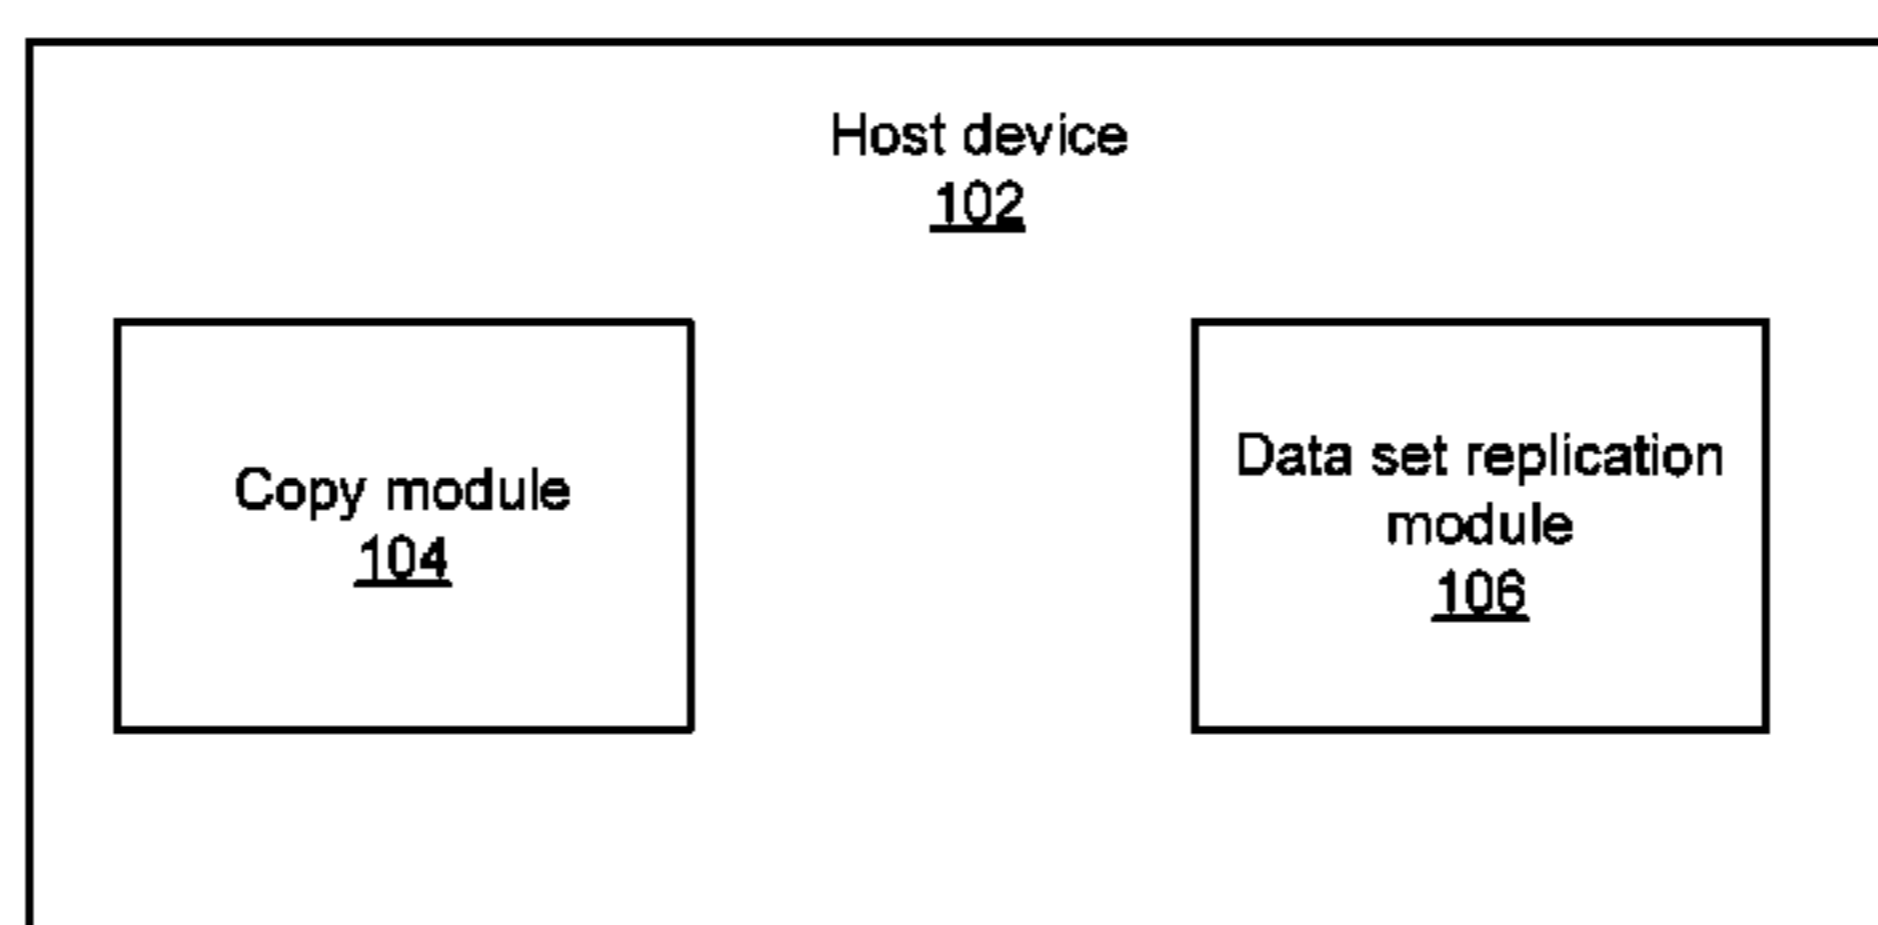 Host device
102
Copy module
104
Data set replication
module
106